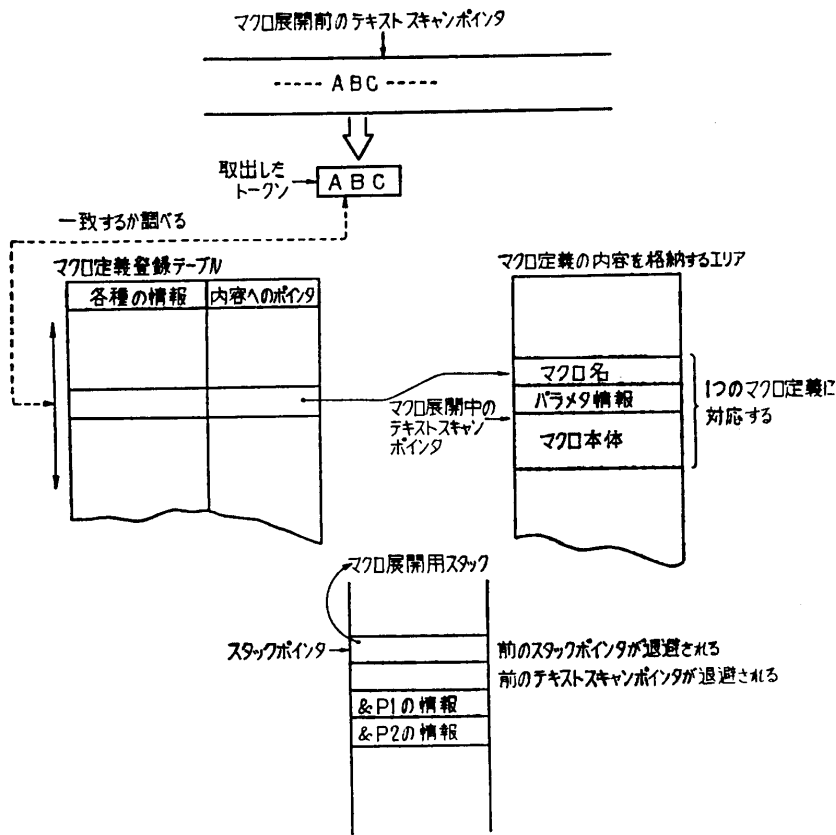 マクロ展開前のテキストスキャンポインタ
----- ABC -----
取出した
トークン
ABC
一致するか調べる
マクロ定義登録テーブル
各種の情報
内容へのポインタ
マクロ定義の内容を格納するエリア
マクロ名
パラメタ情報
マクロ本体
1つのマクロ定義に
対応する
マクロ展開中の
テキストスキャン
ポインタ
マクロ展開用スタック
スタックポインタ
前のスタックポインタが退避される
前のテキストスキャンポインタが退避される
&P1の情報
&P2の情報